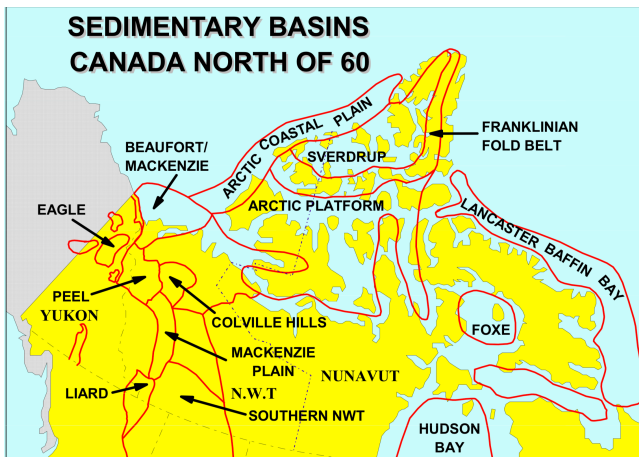 SEDIMENTARY BASINS
CANADA NORTH OF 60
ARCTIC COASTAL PLAIN
FRANKLINIAN
FOLD BELT
BEAUFORT/
MACKENZIE
SVERDRUP
EAGLE
ARCTIC PLATFORM
LANCASTER BAFFIN BAY
PEEL
YUKON
COLVILLE HILLS
FOXE
MACKENZIE
PLAIN
NUNAVUT
LIARD
N.W.T
SOUTHERN NWT
HUDSON
BAY